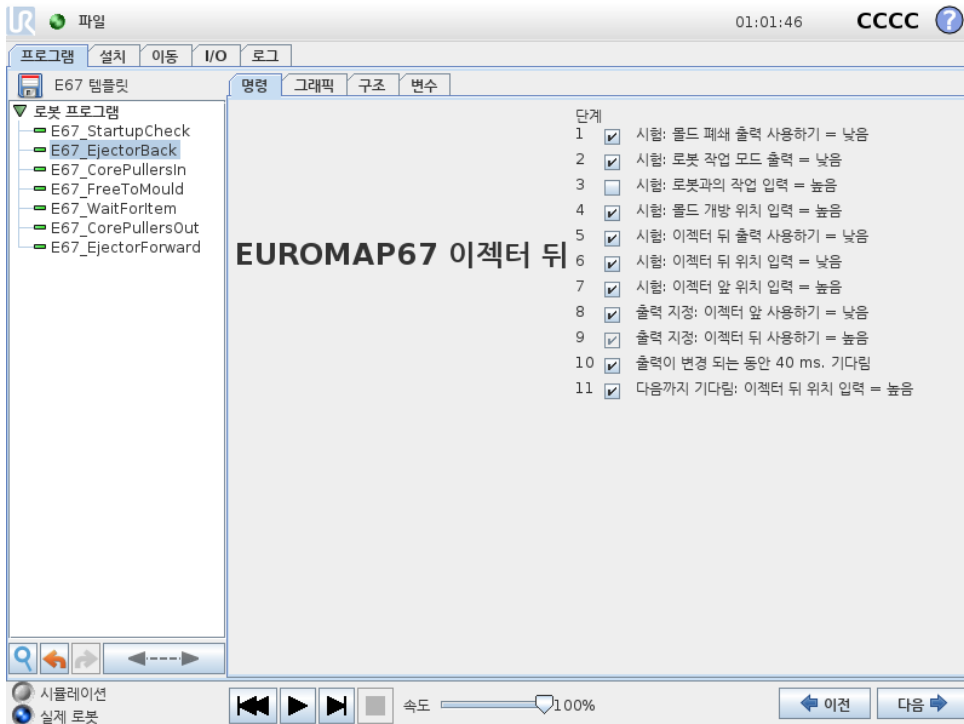 UR 파일 01:01:46 CCCC ?
프로그램 설치 이동 I/O 로그
E67 템플릿
명령 그래픽 구조 변수
로봇 프로그램
E67_StartupCheck
E67_EjectorBack
E67_CorePullersIn
E67_FreeToMould
E67_WaitForItem
E67_CorePullersOut
E67_EjectorForward
EUROMAP67 이젝터 뒤
단계
1 시험: 몰드 폐쇄 출력 사용하기 = 낮음
2 시험: 로봇 작업 모드 출력 = 낮음
3 시험: 로봇과의 작업 입력 = 높음
4 시험: 몰드 개방 위치 입력 = 높음
5 시험: 이젝터 뒤 출력 사용하기 = 낮음
6 시험: 이젝터 뒤 위치 입력 = 낮음
7 시험: 이젝터 앞 위치 입력 = 높음
8 출력 지정: 이젝터 앞 사용하기 = 낮음
9 출력 지정: 이젝터 뒤 사용하기 = 높음
10 출력이 변경 되는 동안 40 ms. 기다림
11 다음까지 기다림: 이젝터 뒤 위치 입력 = 높음
시뮬레이션
실제 로봇
속도 100%
이전 다음